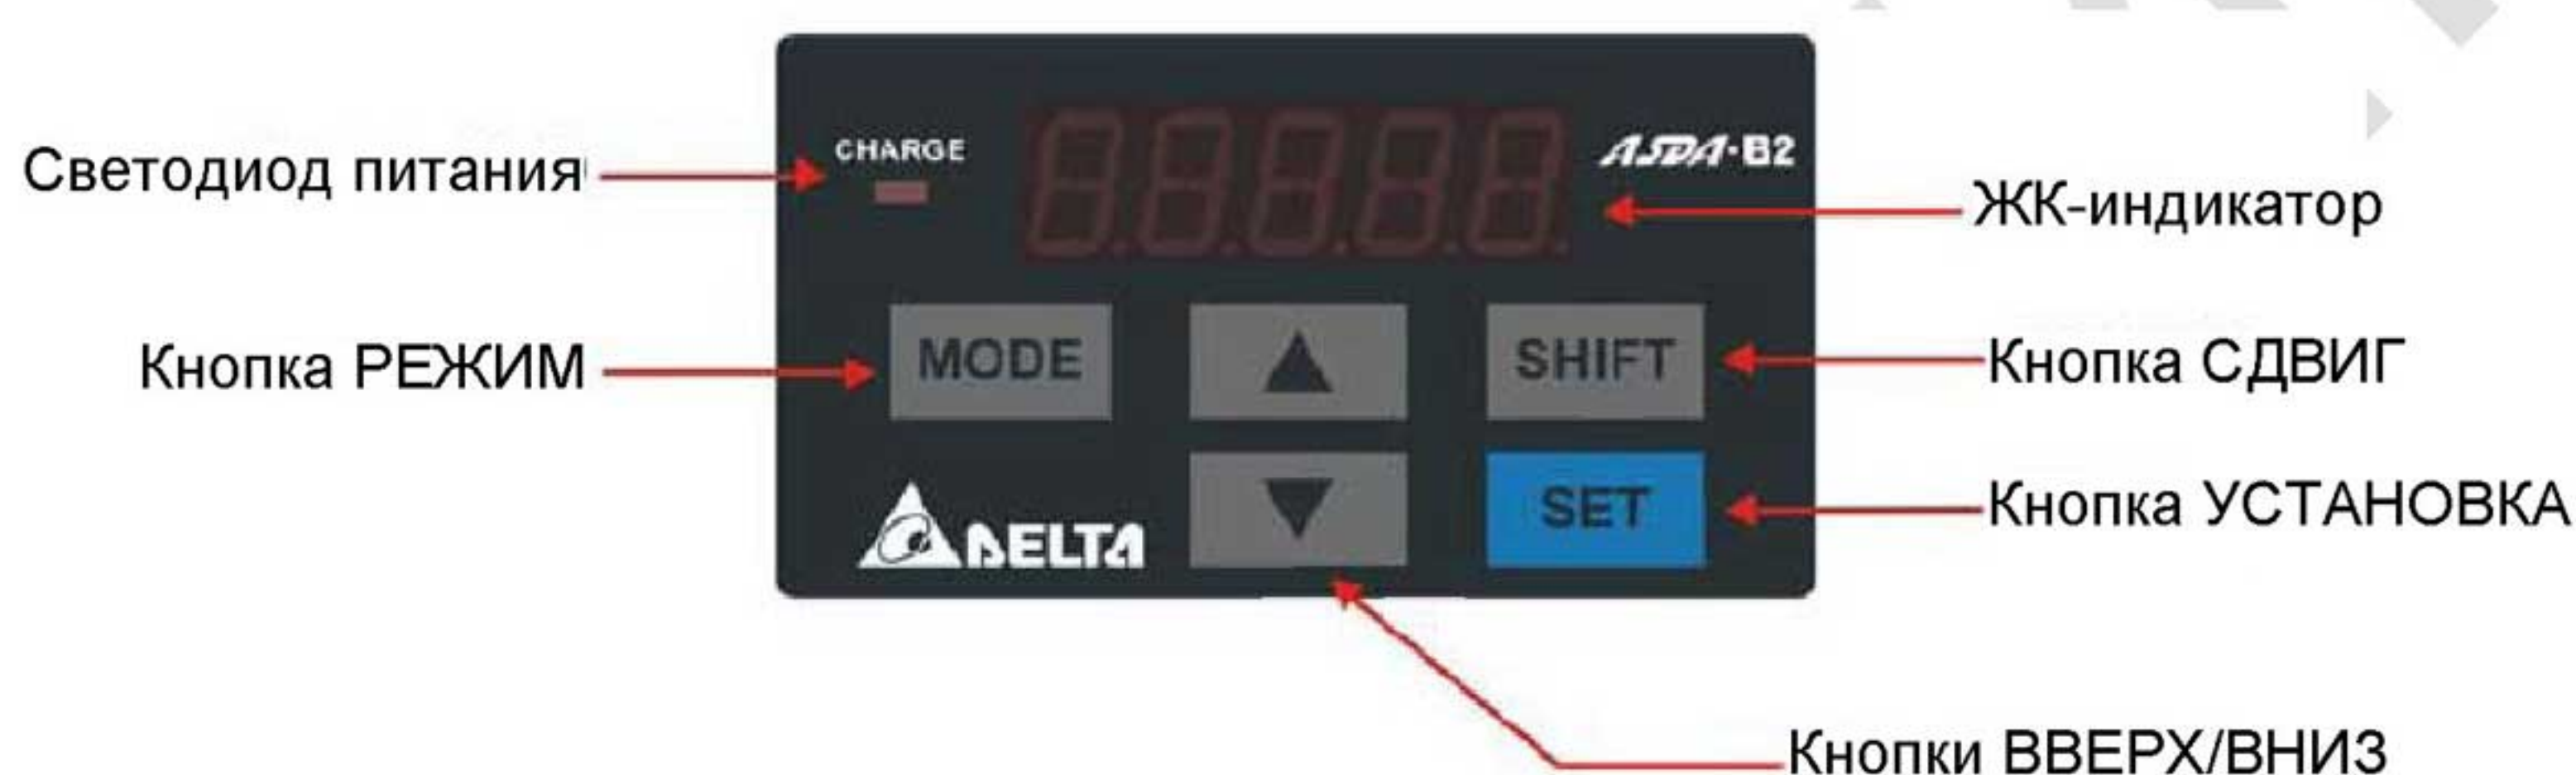 Светодиод питания
CHARGE
ASDA-B2
ЖК-индикатор
Кнопка РЕЖИМ
MODE
SHIFT
Кнопка СДВИГ
SET
Кнопка УСТАНОВКА
DELTA
Кнопки ВВЕРХ/ВНИЗ